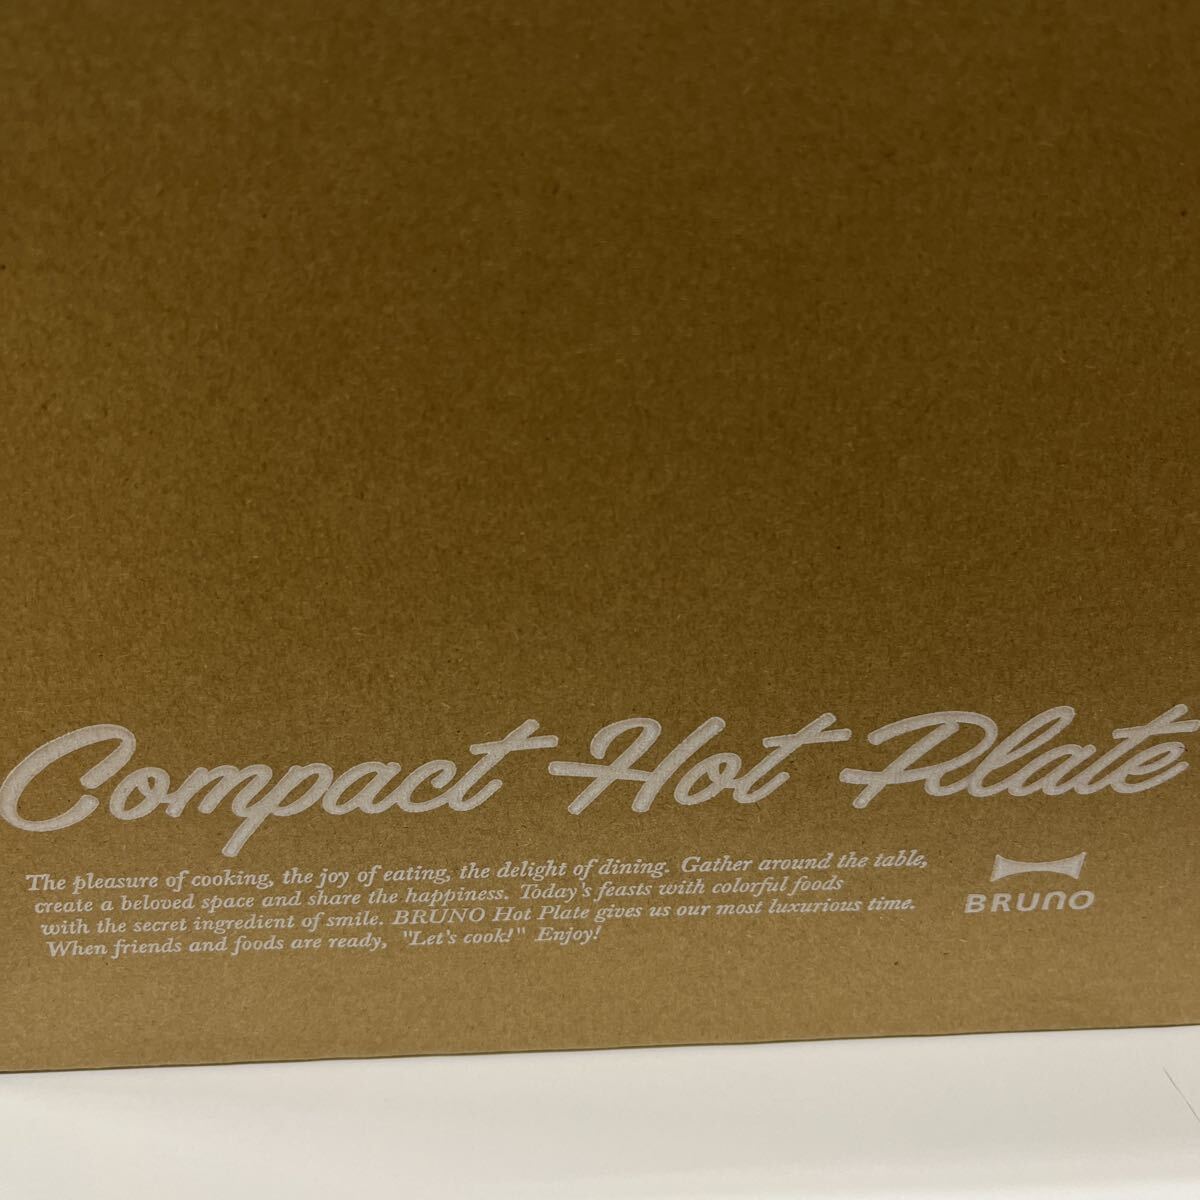 Compact Hot Plate
The pleasure of cooking, the joy of eating, the delight of dining. Gather around the table,
create a beloved space and share the happiness. Today's feasts with colorful foods
with the secret ingredient of smile. BRUNO Hot Plate gives us our most luxurious time.
When friends and foods are ready, "Let's cook!" Enjoy!
BRUNO